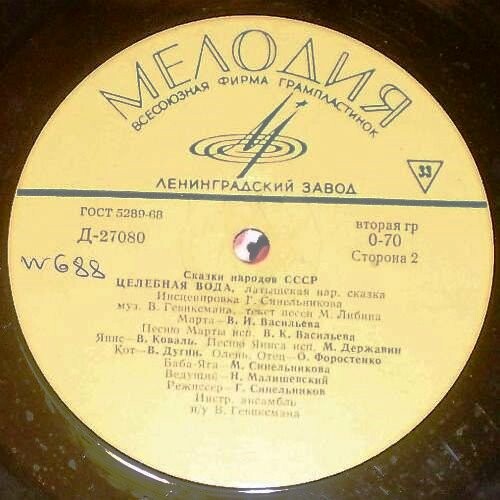 МЕЛОДИЯ
ВСЕСОЮЗНАЯ ФИРМА ГРАМПЛАСТИНОК
ЛЕНИНГРАДСКИЙ ЗАВОД
33
ГОСТ 5289-68
Д-27080
вторая гр
0-70
Сторона 2
W688
Сказки народов СССР
ЦЕЛЕБНАЯ ВОДА, латышская нар. сказка
Инсценировка Г. Синельникова
муз. В. Гевиксмана, текст песен М. Либина
Марта—В. И. Васильева
Песню Марты исп. В. К. Васильева
Янис—В. Коваль. Песню Яниса исп. М. Державин
Кот—В. Дугин. Олень, Отец—О. Форостенко
Баба-Яга—М. Синельникова
Ведущий—Н. Малишевский
Режиссер—Г. Синельников
Инстр. ансамбль
п/у В. Гевиксмана